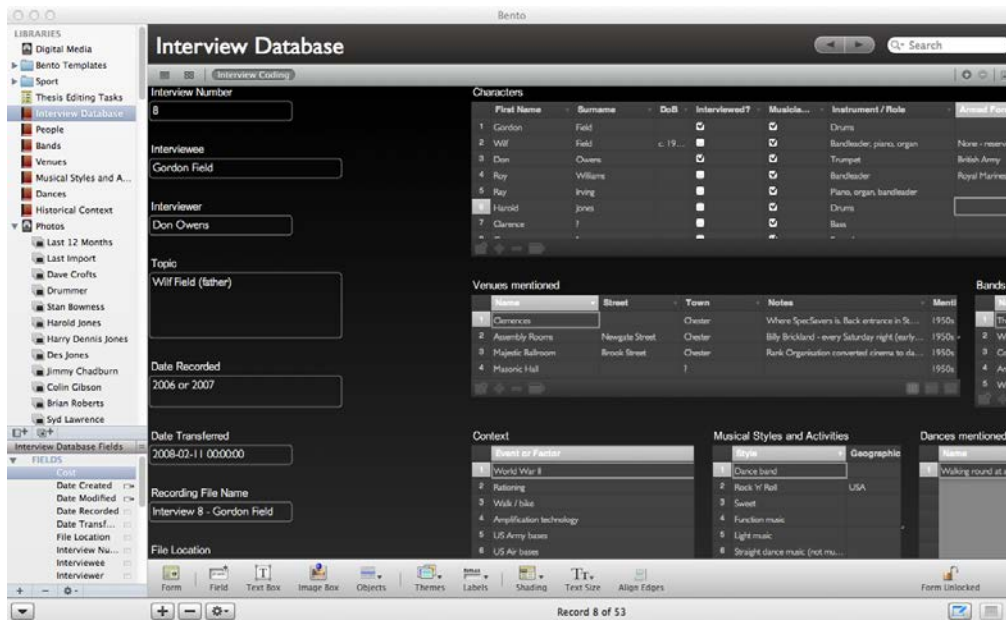 Bento
LIBRARIES
Digital Media
Bento Templates
Sport
Thesis Editing Tasks
Interview Database
People
Bands
Venues
Musical Styles and A...
Dances
Historical Context
Photos
Last 12 Months
Last Import
Dave Crofts
Drummer
Stan Bowness
Harold Jones
Harry Dennis Jones
Des Jones
Jimmy Chadburn
Colin Gibson
Brian Roberts
Syd Lawrence
Interview Database Fields
FIELDS
Cost
Date Created
Date Modified
Date Recorded
Date Transf...
File Location
Interview Nu...
Interviewee
Interviewer
Interview Database
Search
Interview Coding
Interview Number
8
Interviewee
Gordon Field
Interviewer
Don Owens
Topic
Wilf Field (father)
Date Recorded
2006 or 2007
Date Transferred
2008-02-11 00:00:00
Recording File Name
Interview 8 - Gordon Field
File Location
Characters
First Name Surname DoB Interviewed? Musicia... Instrument / Role
1 Gordon Field Drums
2 Wilf Field c. 19... Bandleader, piano, organ None - reserv
3 Don Owens Trumpet British Army
4 Roy Williams Bandleader Royal Marines
5 Ray Irving Piano, organ, bandleader
6 Harold Jones Drums
7 Clarence ? Bass
Venues mentioned
Name Street Town Notes Menti
1 Clemences Chester Where SpecSavers is. Back entrance in St... 1950s
2 Assembly Rooms Newgate Street Chester Billy Brickland - every Saturday night (early... 1950s
3 Majestic Ballroom Brook Street Chester Rank Organisation converted cinema to da... 1950s
4 Masonic Hall ? 1950s
Bands
N
1 Th
2 W
3
4
5 W
Context
Event or Factor
1 World War II
2 Rationing
3 Walk / bike
4 Amplification technology
5 US Army bases
6 US Air bases
Musical Styles and Activities
Style Geographic
1 Dance band
2 Rock 'n' Roll USA
3 Sweet
4 Function music
5 Light music
6 Straight dance music (not mu...
Dances mentioned
Name
1 Walking round at a
Form
Field
Text Box
Image Box
Objects
Themes
Labels
Shading
Text Size
Align Edges
Form Unlocked
Record 8 of 53